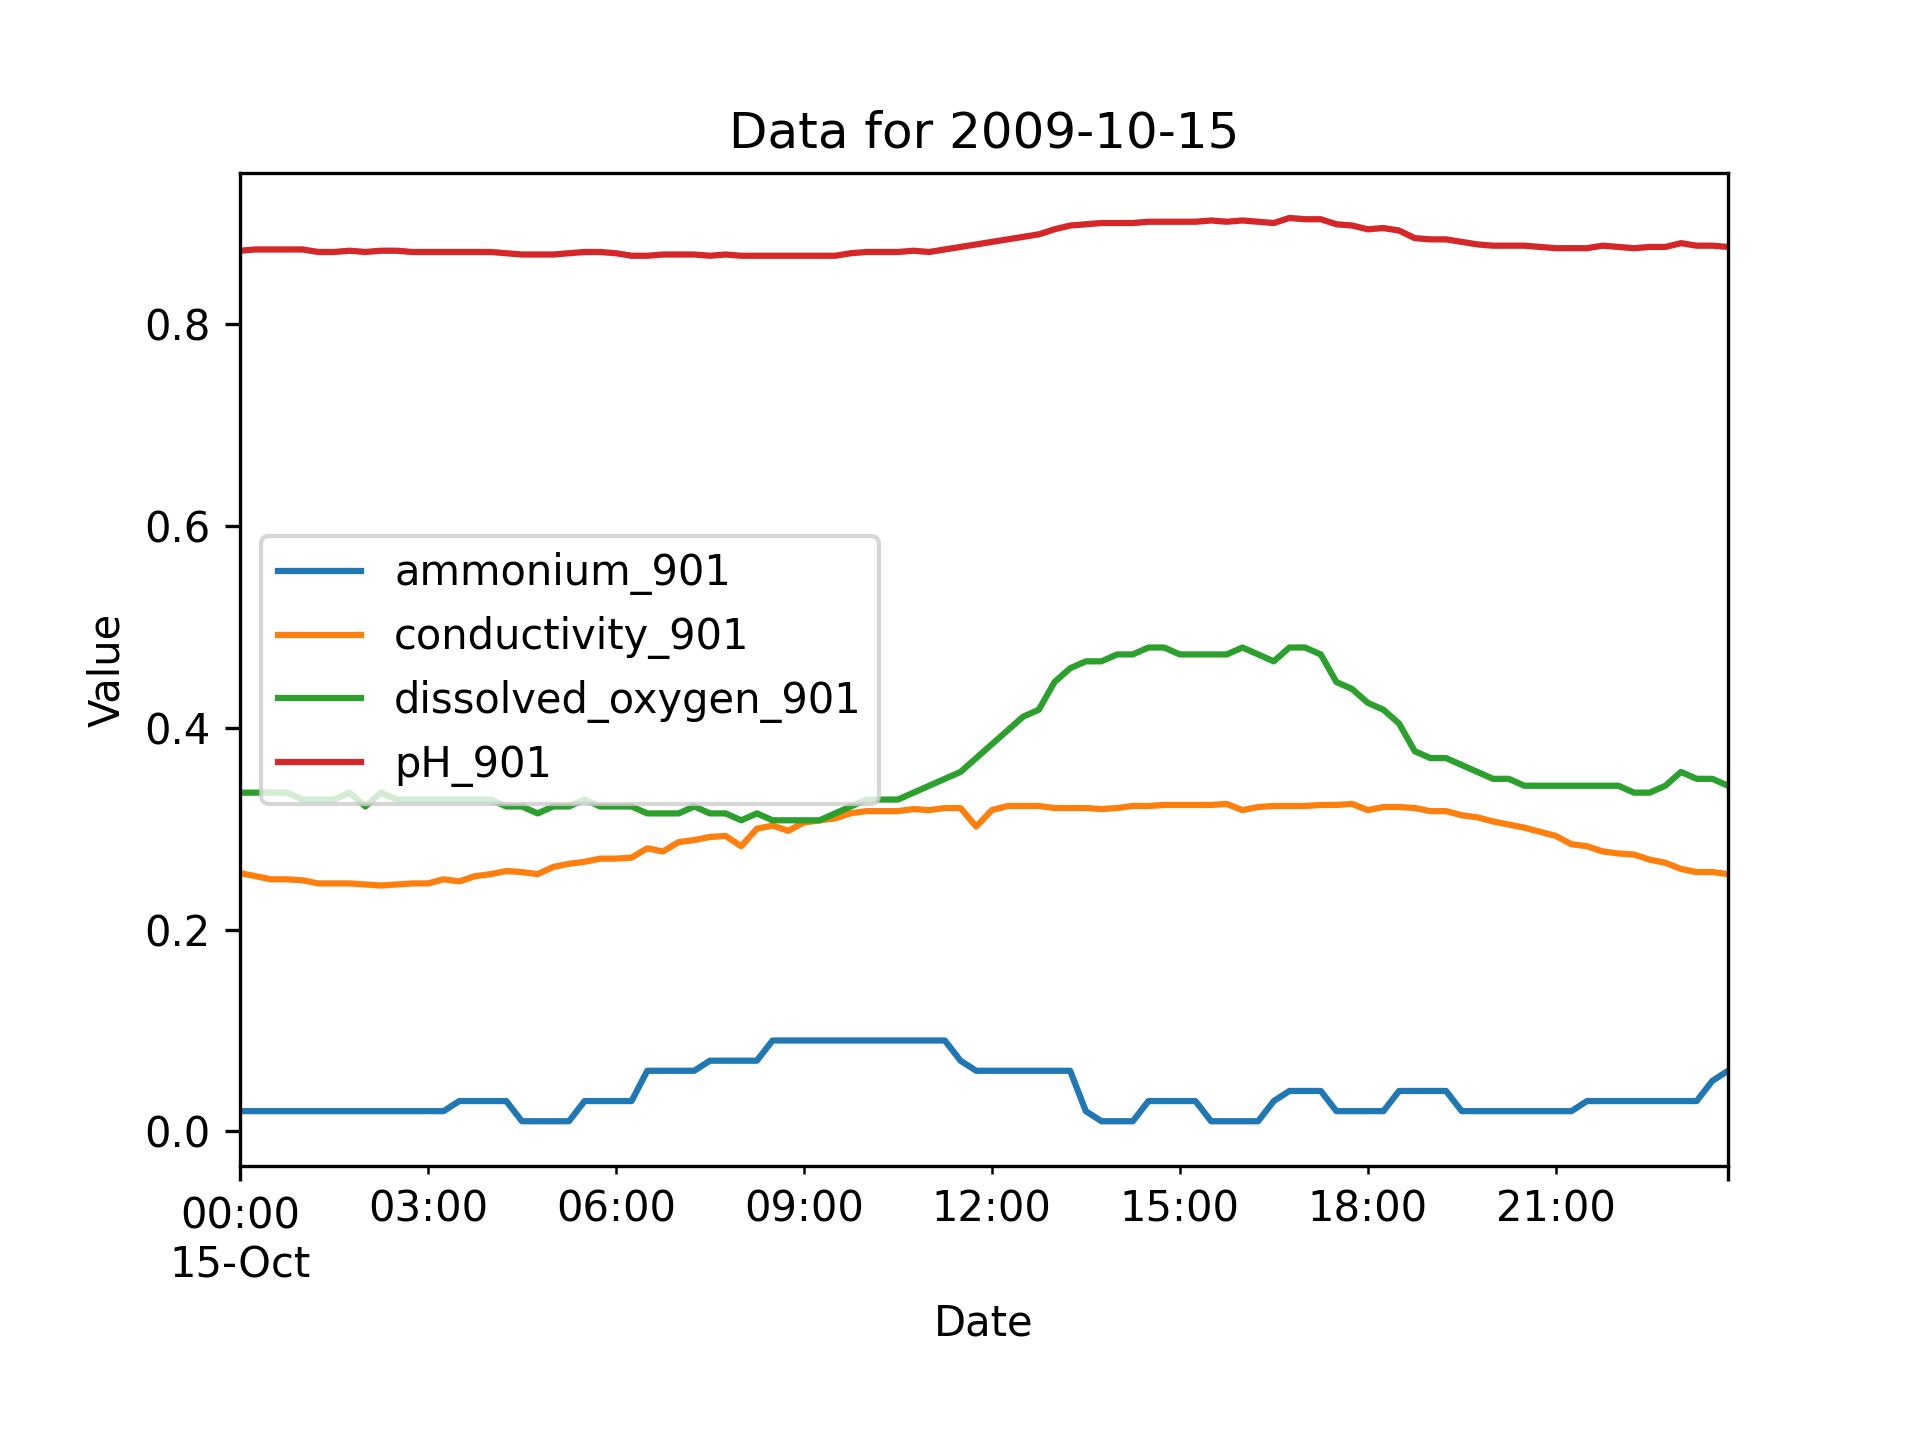 Data for 2009-10-15
Value
0.8
0.6
0.4
0.2
0.0
ammonium_901
conductivity_901
dissolved_oxygen_901
pH_901
00:00 03:00 06:00 09:00 12:00 15:00 18:00 21:00
15-Oct
Date